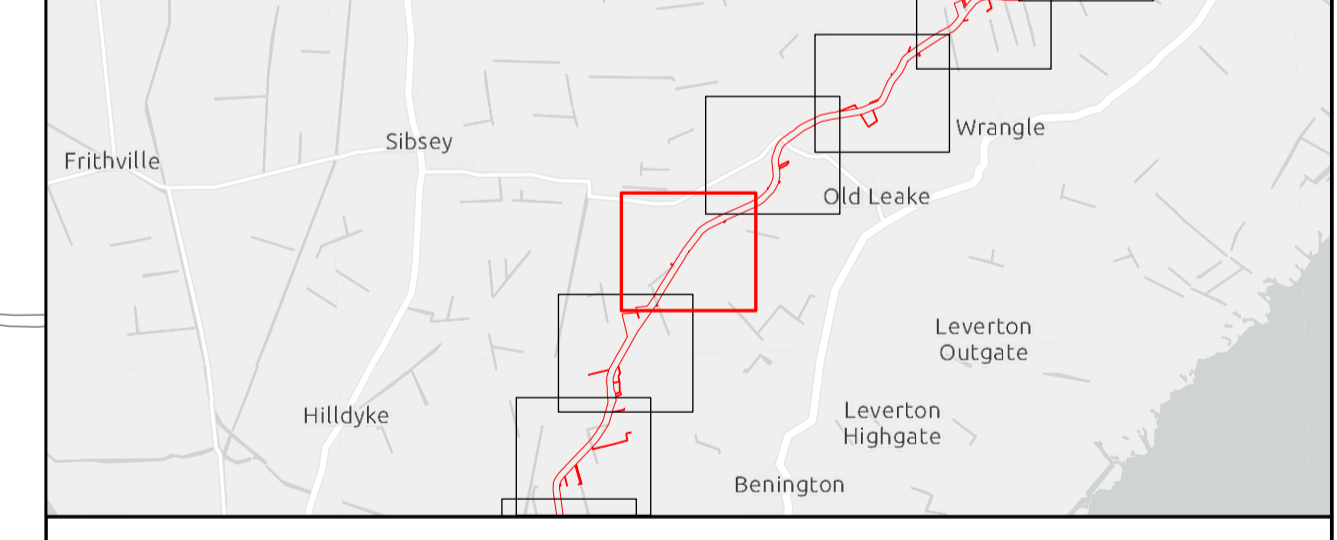 Wrangle
Sibsey
Frithville
Old Leake
Leverton
Outgate
Hilldyke
Leverton
Highgate
Benington